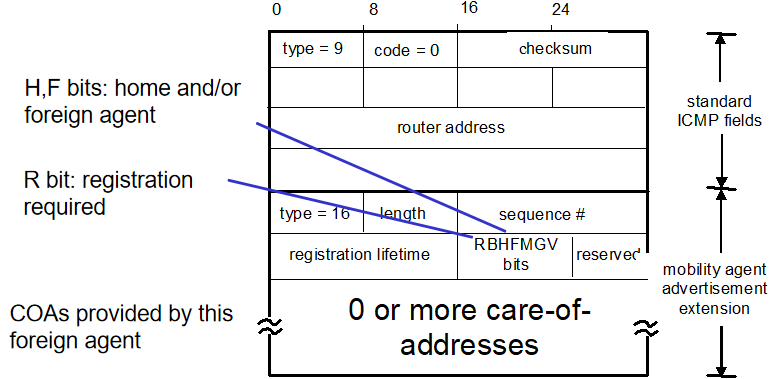 0 8 16 24
type = 9 code = 0 checksum
H,F bits: home and/or
foreign agent
standard
ICMP fields
router address
R bit: registration
required
type = 16 length sequence #
registration lifetime RBHFMGV
bits reserved
mobility agent
advertisement
extension
COAs provided by this
foreign agent
0 or more care-of-
addresses